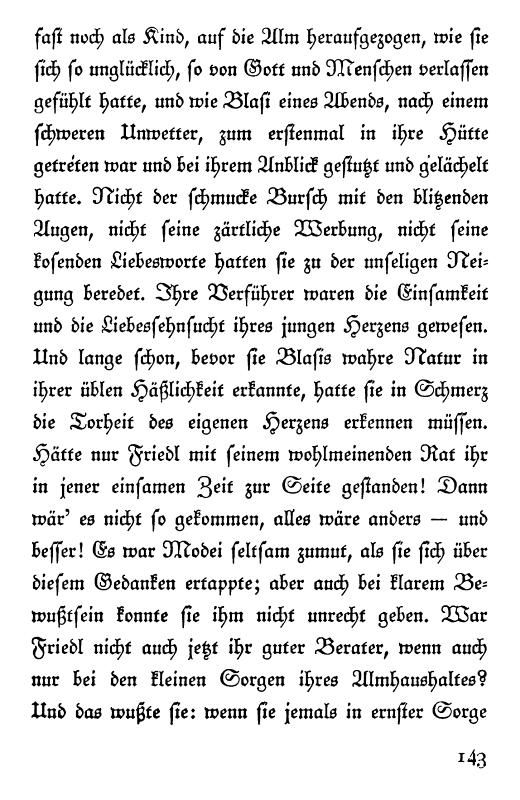 fast noch als Kind, auf die Alm heraufgezogen, wie sie
sich so unglücklich, so von Gott und Menschen verlassen
gefühlt hatte, und wie Blasi eines Abends, nach einem
schweren Unwetter, zum erstenmal in ihre Hütte
getreten war und bei ihrem Anblick gestutzt und gelächelt
hatte. Nicht der schmucke Bursch mit den blitzenden
Augen, nicht seine zärtliche Werbung, nicht seine
kosenden Liebesworte hatten sie zu der unseligen Nei-
gung beredet. Ihre Verführer waren die Einsamkeit
und die Liebessehnsucht ihres jungen Herzens gewesen.
Und lange schon, bevor sie Blasis wahre Natur in
ihrer üblen Häßlichkeit erkannte, hatte sie in Schmerz
die Torheit des eigenen Herzens erkennen müssen.
Hätte nur Friedl mit seinem wohlmeinenden Rat ihr
in jener einsamen Zeit zur Seite gestanden! Dann
wär' es nicht so gekommen, alles wäre anders — und
besser! Es war Modei seltsam zumut, als sie sich über
diesem Gedanken ertappte; aber auch bei klarem Be-
wußtsein konnte sie ihm nicht unrecht geben. War
Friedl nicht auch jetzt ihr guter Berater, wenn auch
nur bei den kleinen Sorgen ihres Almhaushaltes?
Und das wußte sie: wenn sie jemals in ernster Sorge
143